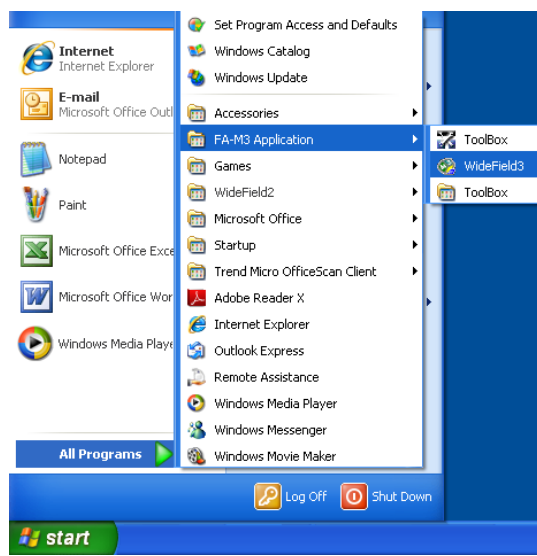 Internet
Internet Explorer
E-mail
Microsoft Office Outl
Notepad
Paint
Microsoft Office Exce
Microsoft Office Wor
Windows Media Playe
All Programs
Set Program Access and Defaults
Windows Catalog
Windows Update
Accessories
FA-M3 Application
Games
WideField2
Microsoft Office
Startup
Trend Micro OfficeScan Client
Adobe Reader X
Internet Explorer
Outlook Express
Remote Assistance
Windows Media Player
Windows Messenger
Windows Movie Maker
ToolBox
WideField3
ToolBox
Log Off
Shut Down
start